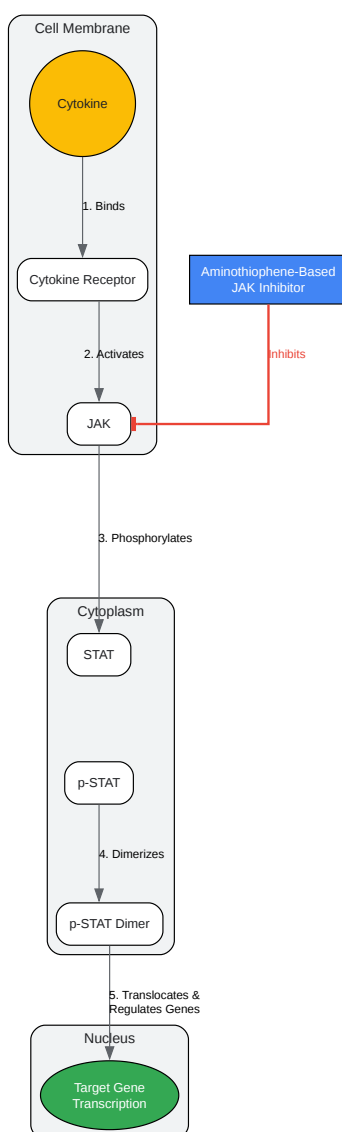 Cell Membrane
Cytokine
1. Binds
Cytokine Receptor
Aminothiophene-Based
JAK Inhibitor
2. Activates
Inhibits
JAK
3. Phosphorylates
Cytoplasm
STAT
p-STAT
4. Dimerizes
p-STAT Dimer
5. Translocates &
Regulates Genes
Nucleus
Target Gene
Transcription